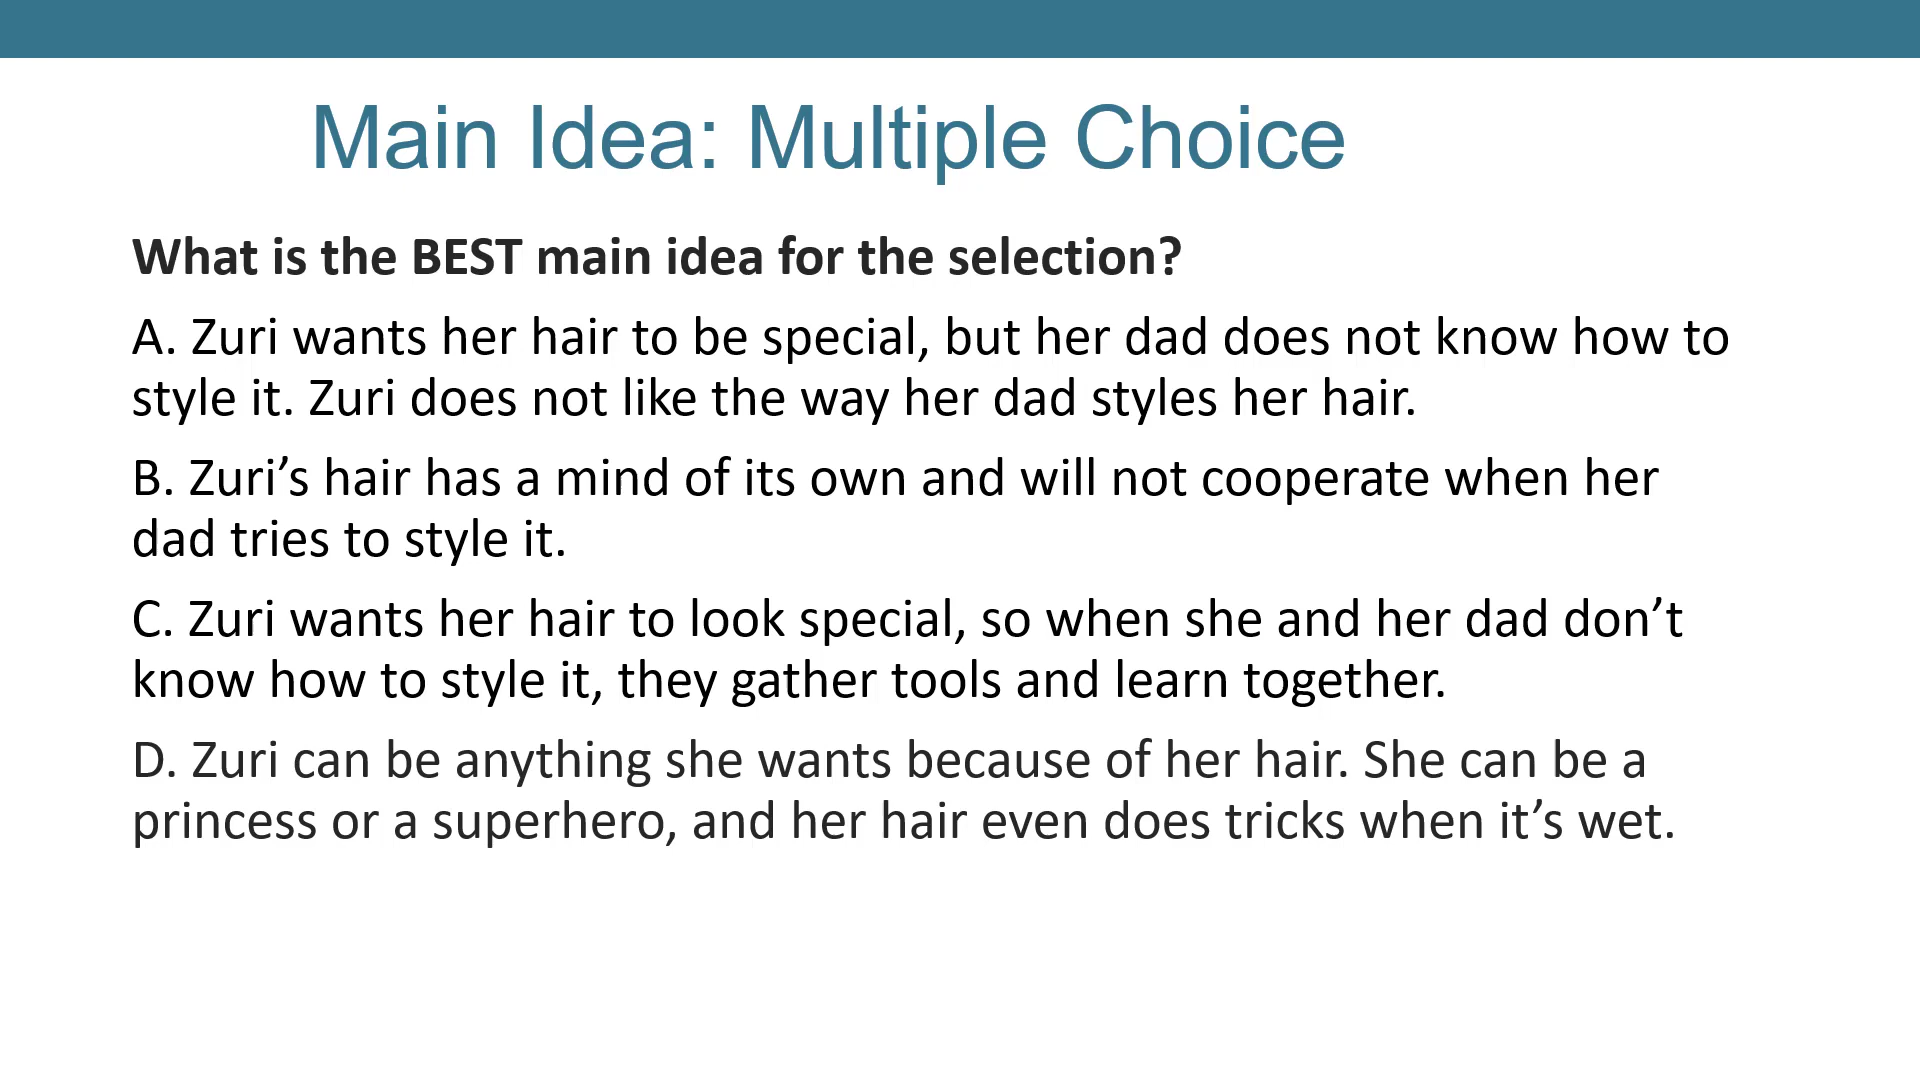 Main Idea: Multiple Choice
What is the BEST main idea for the selection?
A. Zuri wants her hair to be special, but her dad does not know how to
style it. Zuri does not like the way her dad styles her hair.
B. Zuri’s hair has a mind of its own and will not cooperate when her
dad tries to style it.
C. Zuri wants her hair to look special, so when she and her dad don’t
know how to style it, they gather tools and learn together.
D. Zuri can be anything she wants because of her hair. She can be a
princess or a superhero, and her hair even does tricks when it’s wet.